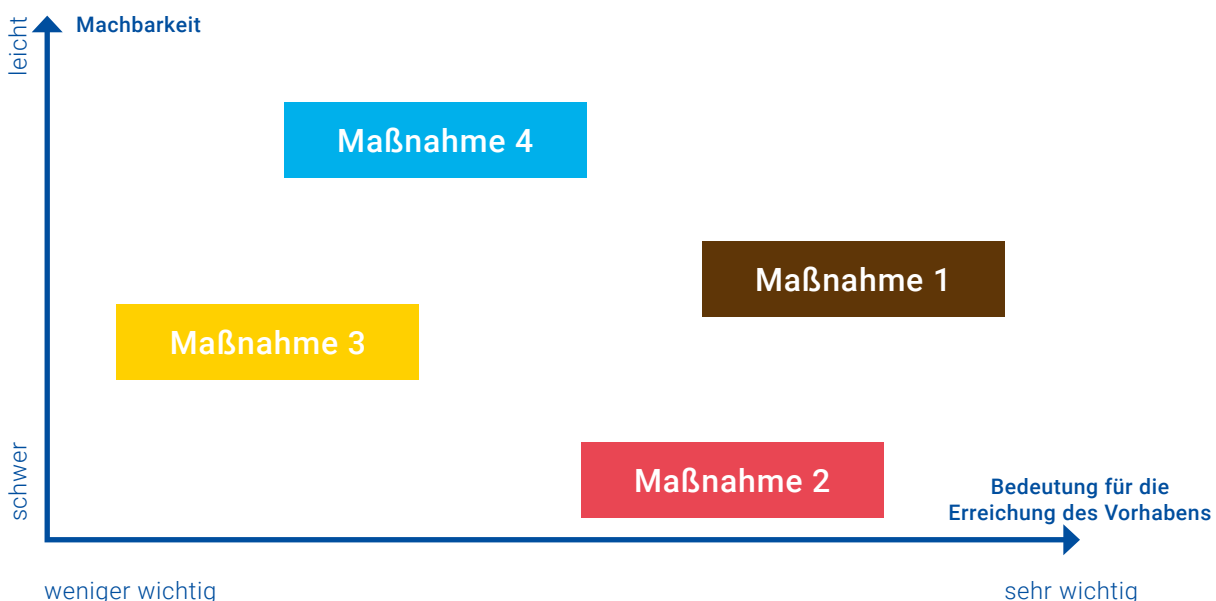 leicht
Machbarkeit
Maßnahme 4
Maßnahme 1
Maßnahme 3
schwer
Maßnahme 2
Bedeutung für die
Erreichung des Vorhabens
weniger wichtig
sehr wichtig